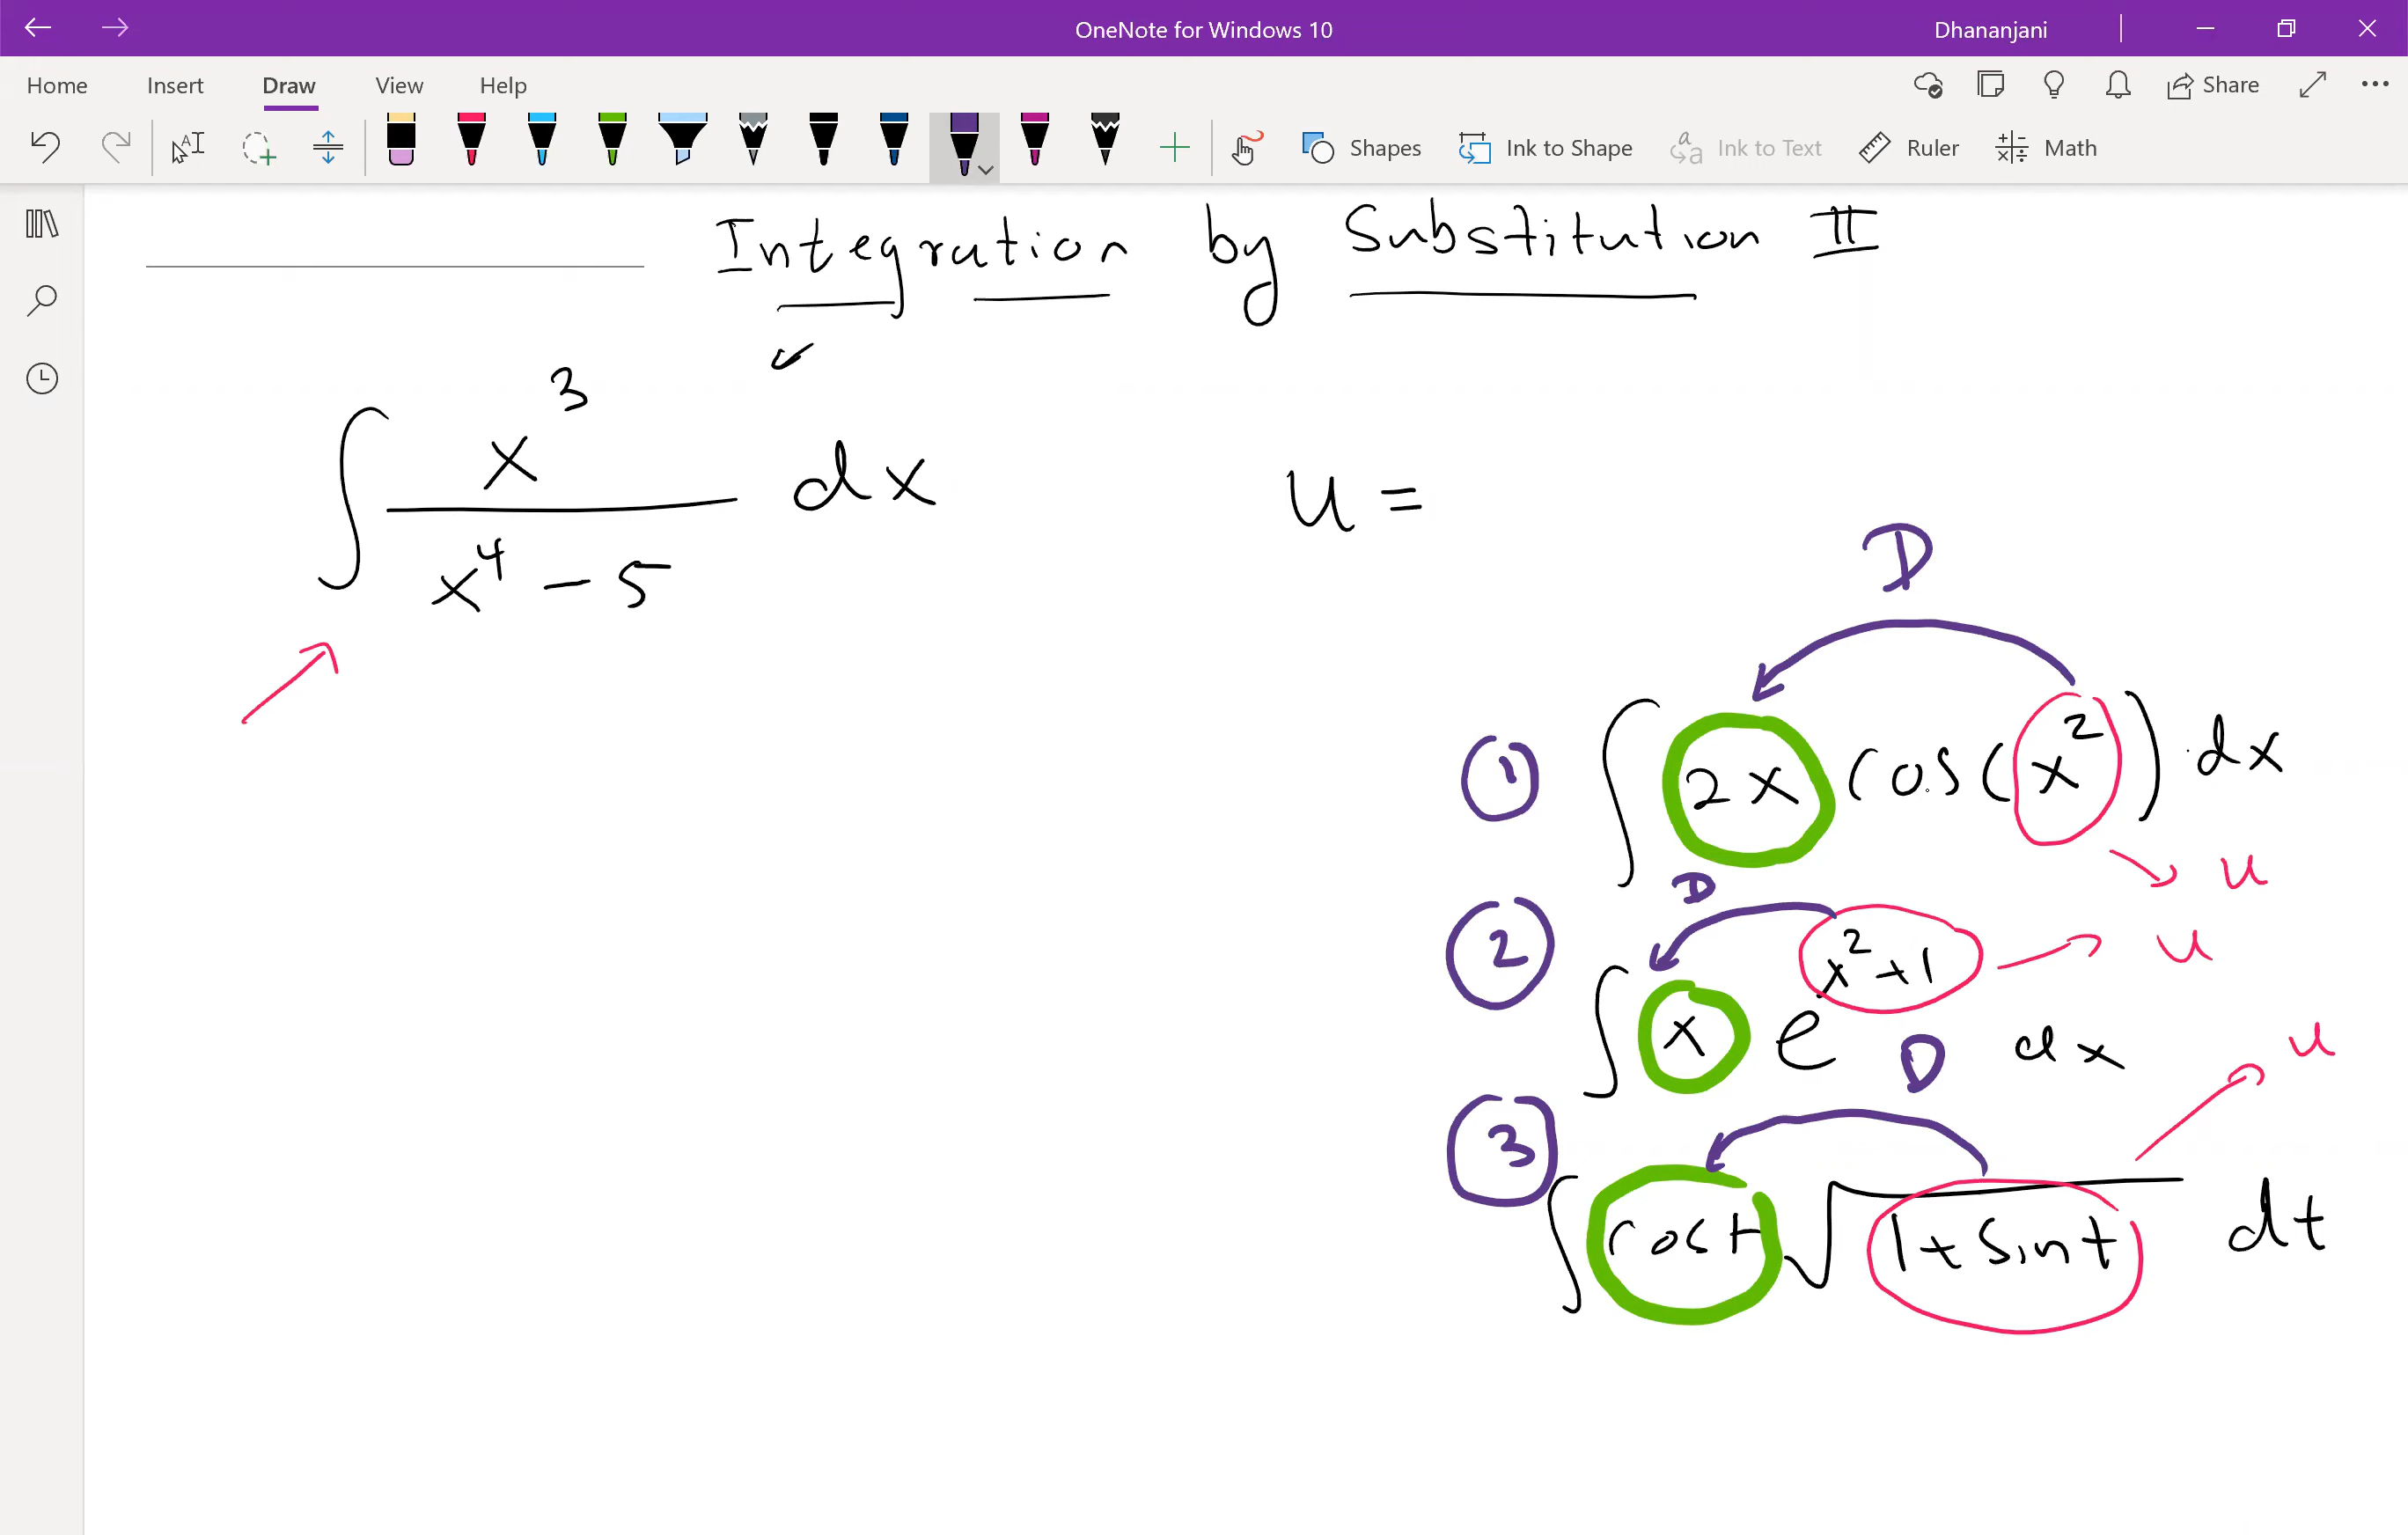 OneNote for Windows 10
Dhananjani
Home Insert Draw View Help
Share
Shapes Ink to Shape Ink to Text Ruler Math
Integration by Substitution II
∫ x³ / (x⁴ − 5) dx
u =
D
① ∫ 2x cos(x²) dx
u
D
② ∫ x e^(x²+1) dx
u
D
u
③ ∫ cost √(1+sint) dt